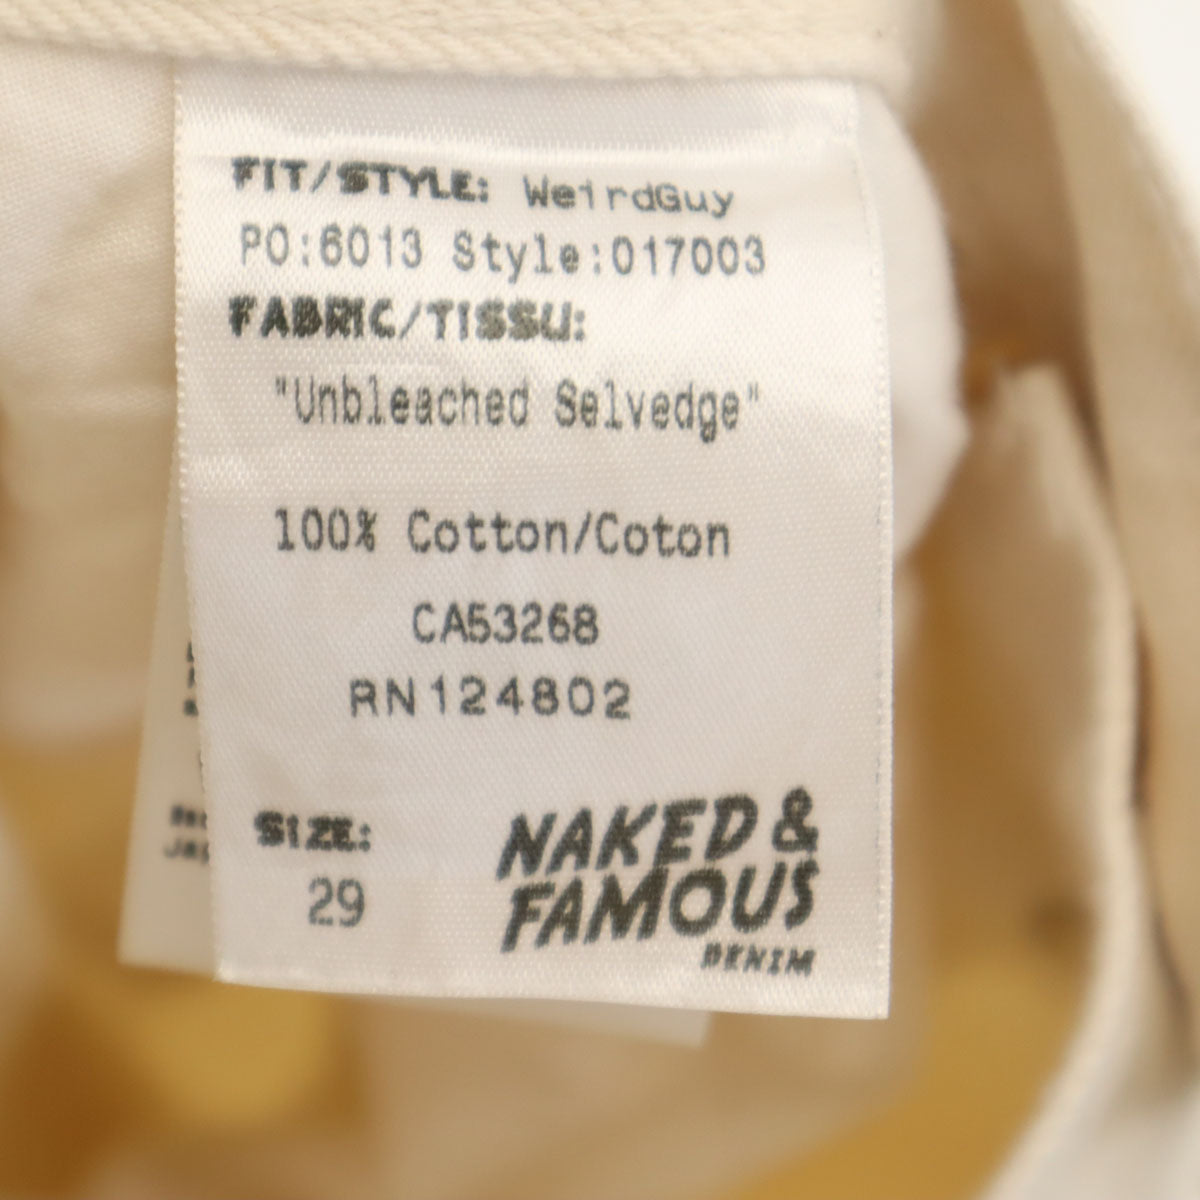 FIT/STYLE: WeirdGuy
PO:6013 Style:017003
FABRIC/TISSU:
"Unbleached Selvedge"
100% Cotton/Coton
CA53268
RN124802
SIZE:
29
NAKED &
FAMOUS
DENIM